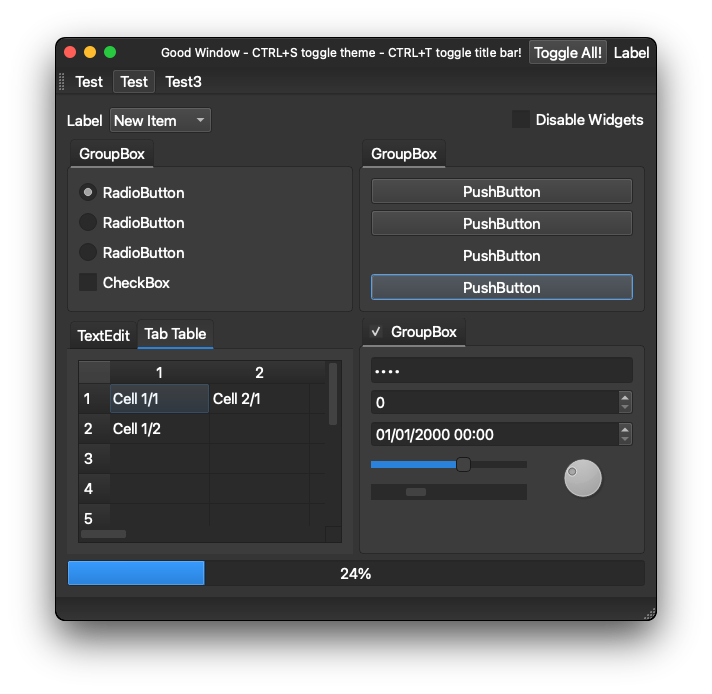 Good Window - CTRL+S toggle theme - CTRL+T toggle title bar! Toggle All! Label
Test Test Test3
Label New Item Disable Widgets
GroupBox
RadioButton
RadioButton
RadioButton
CheckBox
GroupBox
PushButton
PushButton
PushButton
PushButton
TextEdit Tab Table
1 2
1 Cell 1/1 Cell 2/1
2 Cell 1/2
3
4
5
GroupBox
••••
0
01/01/2000 00:00
24%